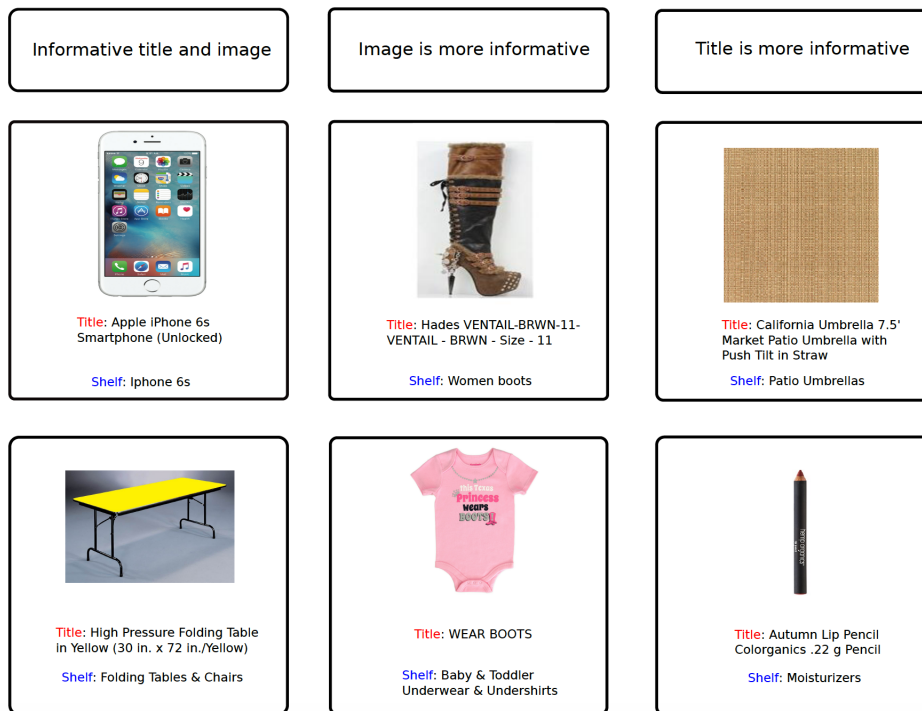 Informative title and image
Image is more informative
Title is more informative
Title: Apple iPhone 6s
Smartphone (Unlocked)
Shelf: Iphone 6s
Title: Hades VENTAIL-BRWN-11-
VENTAIL - BRWN - Size - 11
Shelf: Women boots
Title: California Umbrella 7.5'
Market Patio Umbrella with
Push Tilt in Straw
Shelf: Patio Umbrellas
Title: High Pressure Folding Table
in Yellow (30 in. x 72 in./Yellow)
Shelf: Folding Tables & Chairs
this Texas
Princess
Wears
BOOTS!
Title: WEAR BOOTS
Shelf: Baby & Toddler
Underwear & Undershirts
Title: Autumn Lip Pencil
Colorganics .22 g Pencil
Shelf: Moisturizers